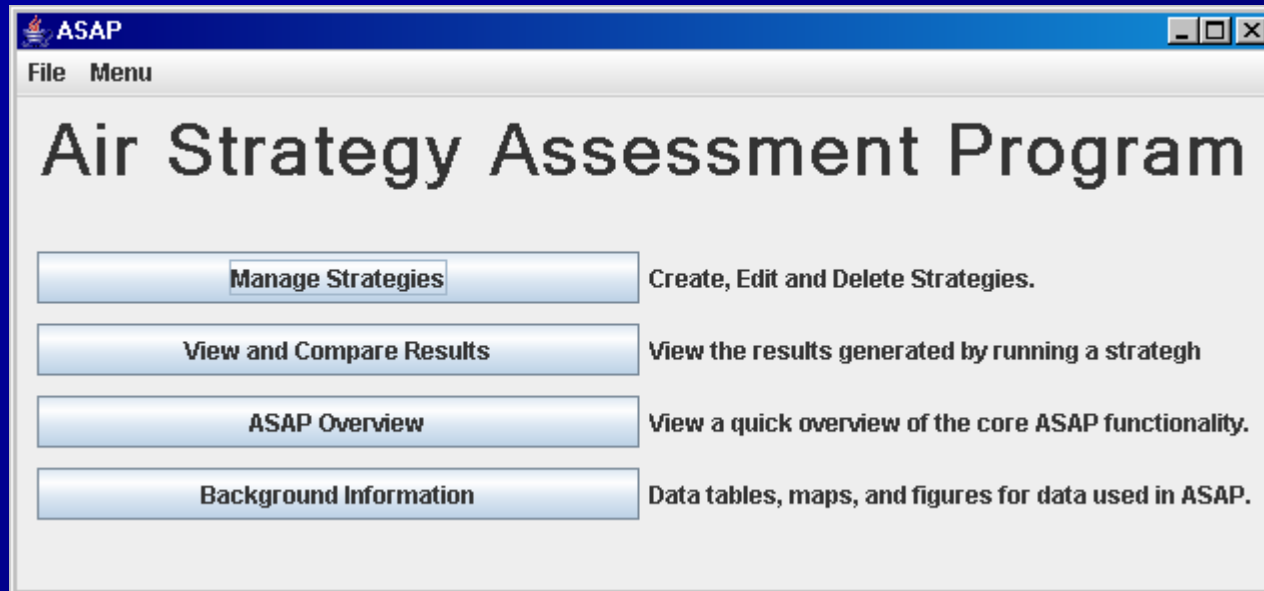 ASAP
File Menu
Air Strategy Assessment Program
Manage Strategies Create, Edit and Delete Strategies.
View and Compare Results View the results generated by running a strategh
ASAP Overview View a quick overview of the core ASAP functionality.
Background Information Data tables, maps, and figures for data used in ASAP.